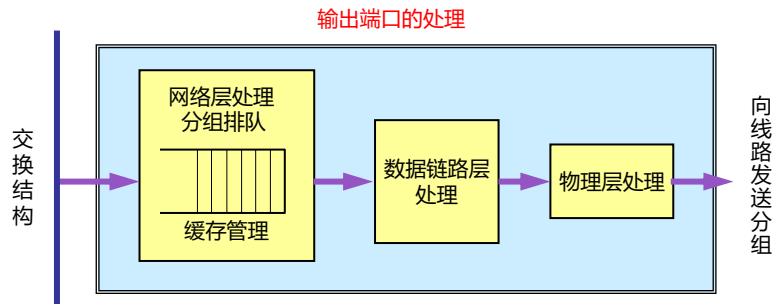 输出端口的处理
交换结构
网络层处理
分组排队
缓存管理
数据链路层
处理
物理层处理
向线路发送分组